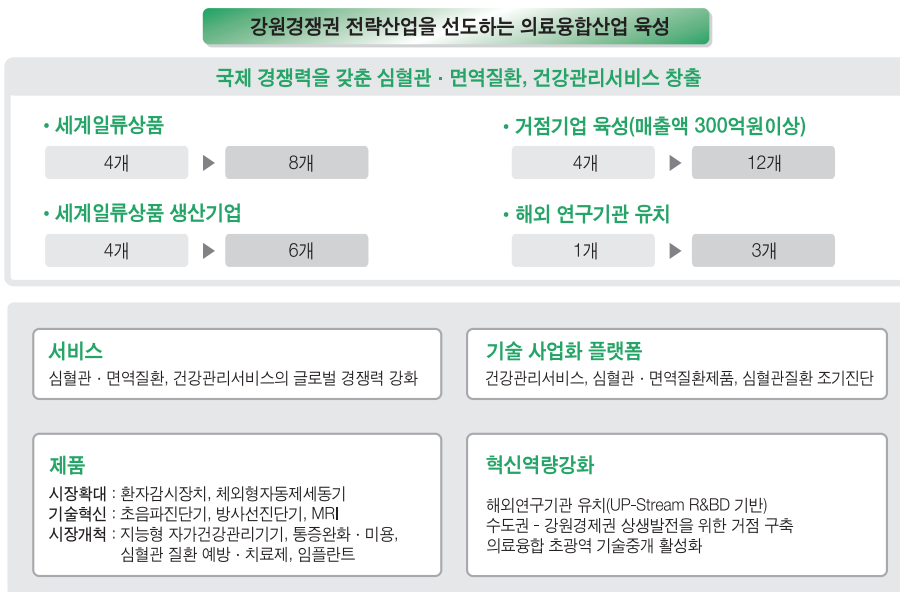 강원경쟁권 전략산업을 선도하는 의료융합산업 육성
국제 경쟁력을 갖춘 심혈관 · 면역질환, 건강관리서비스 창출
• 세계일류상품
4개 ▶ 8개
• 거점기업 육성(매출액 300억원이상)
4개 ▶ 12개
• 세계일류상품 생산기업
4개 ▶ 6개
• 해외 연구기관 유치
1개 ▶ 3개
서비스
심혈관 · 면역질환, 건강관리서비스의 글로벌 경쟁력 강화
기술 사업화 플랫폼
건강관리서비스, 심혈관 · 면역질환제품, 심혈관질환 조기진단
제품
시장확대 : 환자감시장치, 체외형자동제세동기
기술혁신 : 초음파진단기, 방사선진단기, MRI
시장개척 : 지능형 자가건강관리기기, 통증완화 · 미용,
심혈관 질환 예방 · 치료제, 임플란트
혁신역량강화
해외연구기관 유치(UP-Stream R&BD 기반)
수도권 - 강원경제권 상생발전을 위한 거점 구축
의료융합 초광역 기술중개 활성화